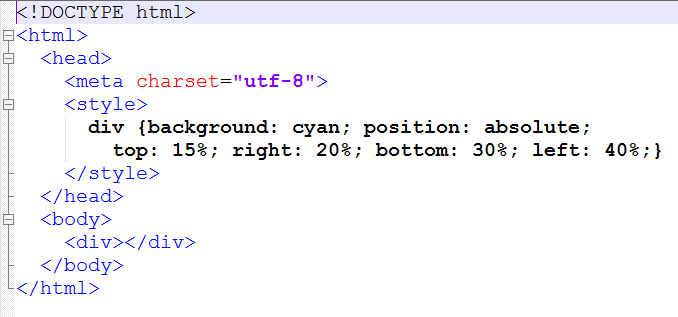 <!DOCTYPE html>
<html>
<head>
<meta charset="utf-8">
<style>
div {background: cyan; position: absolute;
top: 15%; right: 20%; bottom: 30%; left: 40%;}
</style>
</head>
<body>
<div></div>
</body>
</html>